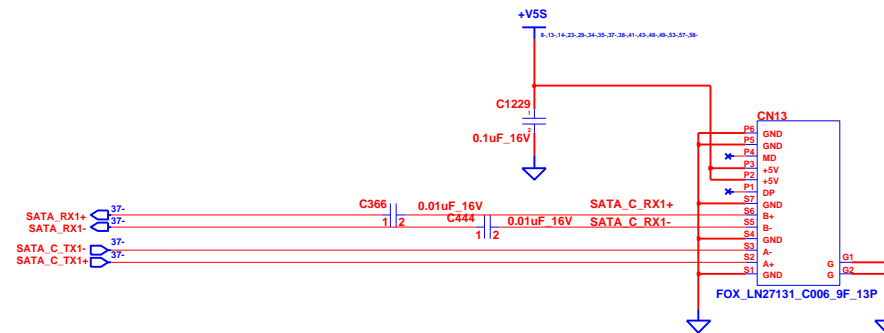 +V5S
8-,13-,14-,23-,29-,34-,35-,37-,38-,41-,43-,48-,49-,53-,57-,58-
C1229
1
2
0.1uF_16V
CN13
P6 GND
P5 GND
P4 MD
P3 +5V
P2 +5V
P1 DP
S7 GND
S6 B+
S5 B-
S4 GND
S3 A-
S2 A+
S1 GND
G G1
G G2
FOX_LN27131_C006_9F_13P
C366
1 2
0.01uF_16V
C444
1 2
0.01uF_16V
SATA_C_RX1+
SATA_C_RX1-
SATA_RX1+ 37-
SATA_RX1- 37-
SATA_C_TX1- 37-
SATA_C_TX1+ 37-